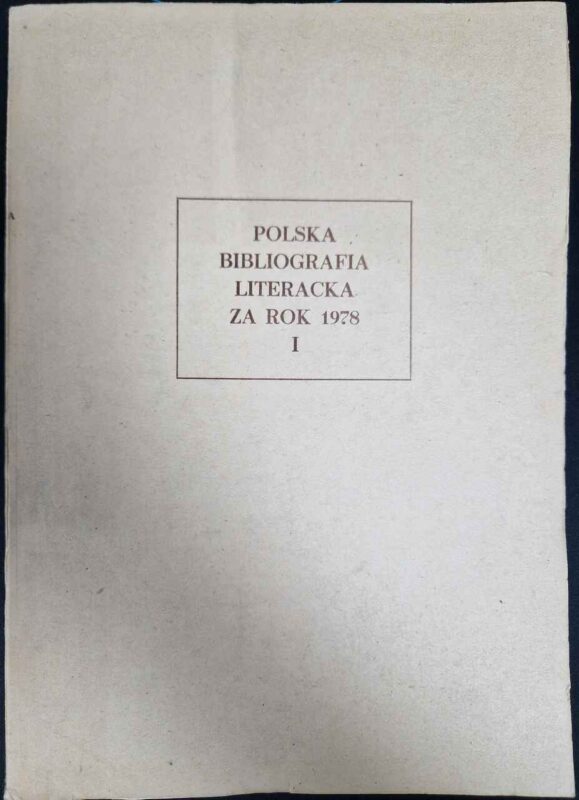 POLSKA
BIBLIOGRAFIA
LITERACKA
ZA ROK 1978
I